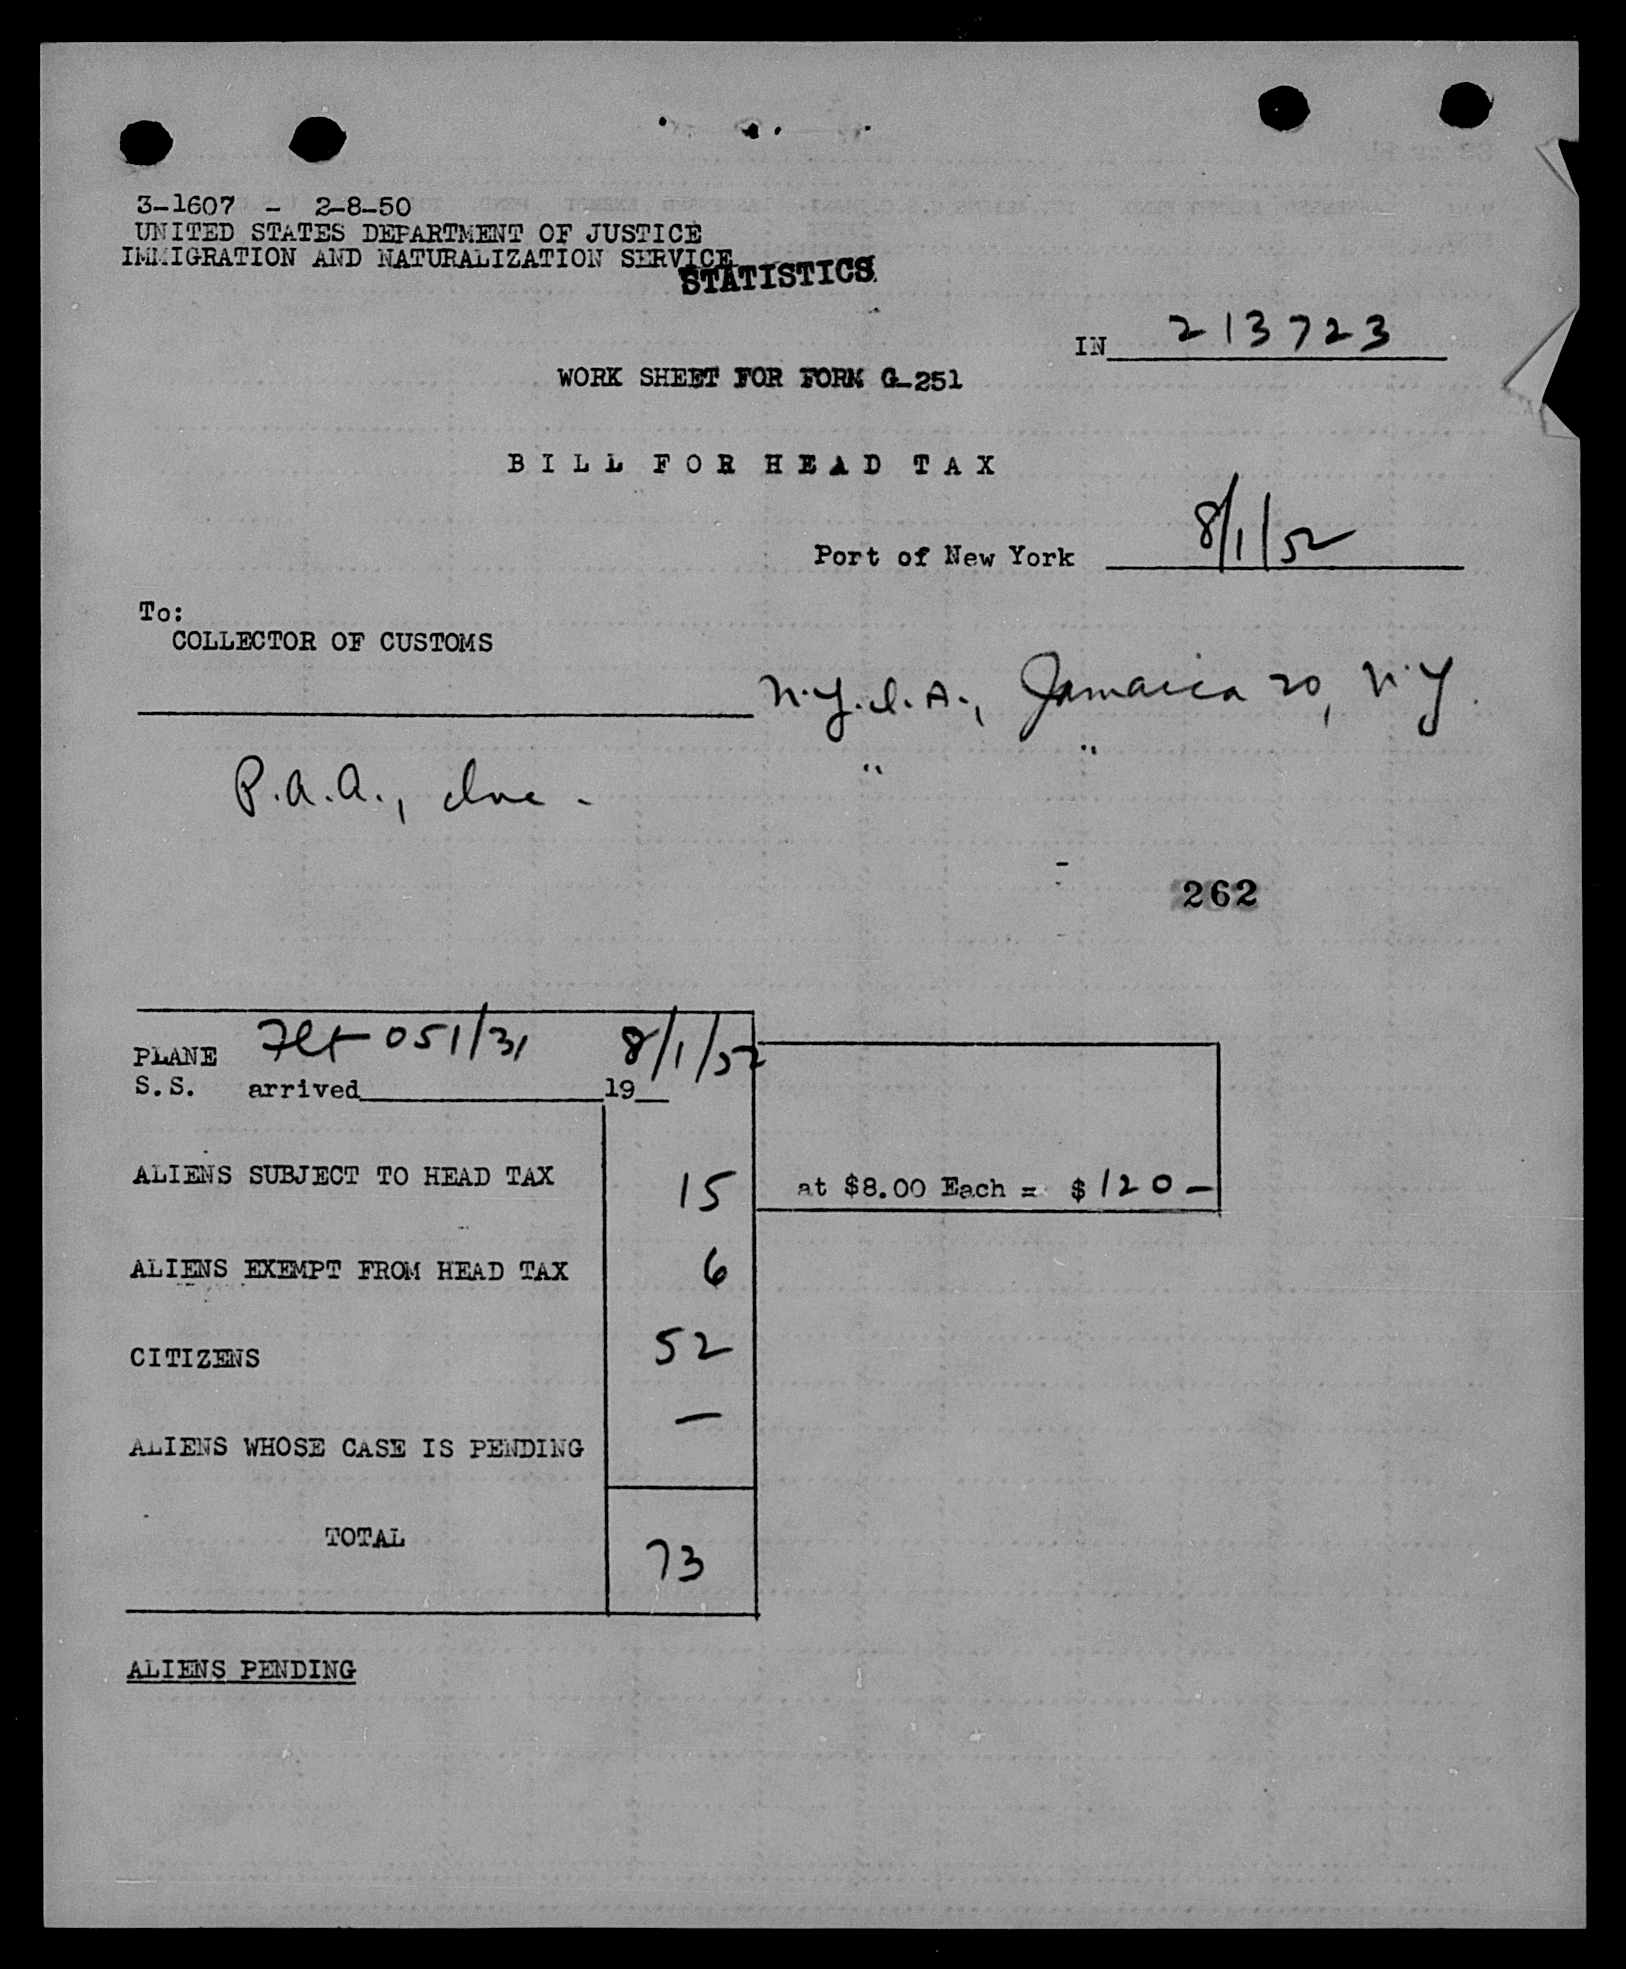 3-1607 - 2-8-50
UNITED STATES DEPARTMENT OF JUSTICE
IMMIGRATION AND NATURALIZATION SERVICE
STATISTICS
IN 213723
WORK SHEET FOR FORM G-251
BILL FOR HEAD TAX
Port of New York 8/1/52
To:
COLLECTOR OF CUSTOMS
N.Y.I.A., Jamaica 20, N.Y.
P.A.A., Inc. " "
262
PLANE Flt 051/31 8/1/52
S.S. arrived 19
ALIENS SUBJECT TO HEAD TAX 15 at $8.00 Each = $ 120 -
ALIENS EXEMPT FROM HEAD TAX 6
CITIZENS 52
ALIENS WHOSE CASE IS PENDING —
TOTAL 73
ALIENS PENDING